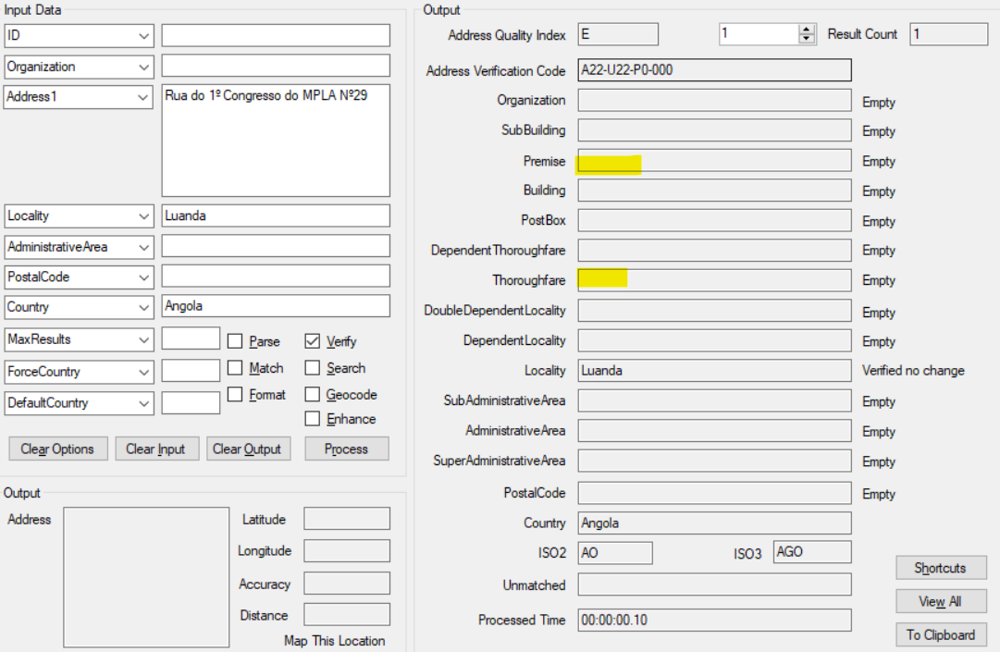 Input Data
ID
Organization
Address1 Rua do 1º Congresso do MPLA Nº29
Locality Luanda
AdministrativeArea
PostalCode
Country Angola
MaxResults Parse Verify
ForceCountry Match Search
DefaultCountry Format Geocode
Enhance
Clear Options Clear Input Clear Output Process
Output
Address Latitude
Longitude
Accuracy
Distance
Map This Location
Output
Address Quality Index E 1 Result Count 1
Address Verification Code A22-U22-P0-000
Organization Empty
SubBuilding Empty
Premise Empty
Building Empty
PostBox Empty
DependentThoroughfare Empty
Thoroughfare Empty
DoubleDependentLocality Empty
DependentLocality Empty
Locality Luanda Verified no change
SubAdministrativeArea Empty
AdministrativeArea Empty
SuperAdministrativeArea Empty
PostalCode Empty
Country Angola
ISO2 AO ISO3 AGO
Unmatched
Processed Time 00:00:00.10
Shortcuts
View All
To Clipboard